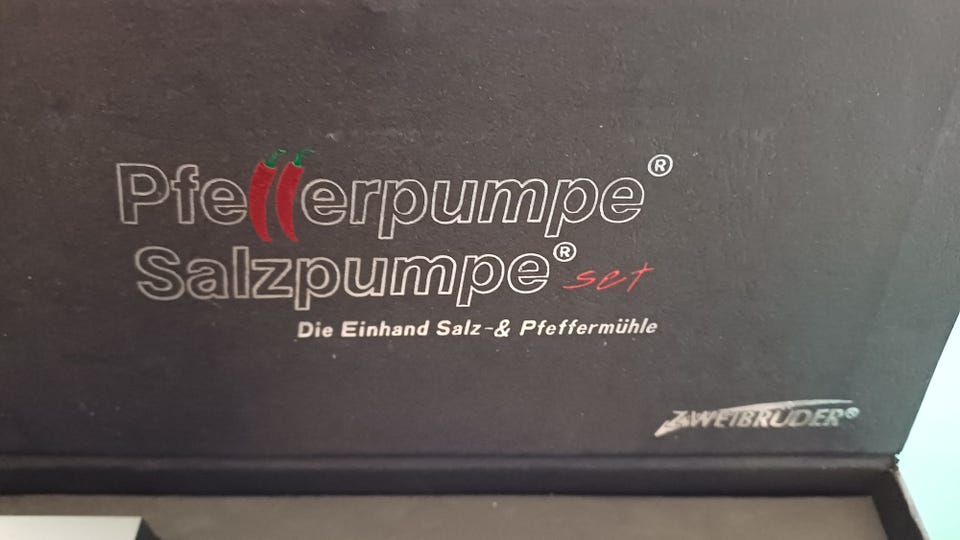 Pfefferpumpe®
Salzpumpe® set
Die Einhand Salz-& Pfeffermühle
ZWEIBRÜDER®